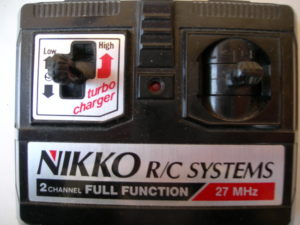 Low High
turbo
charger
NIKKO R/C SYSTEMS
2 CHANNEL FULL FUNCTION 27 MHz